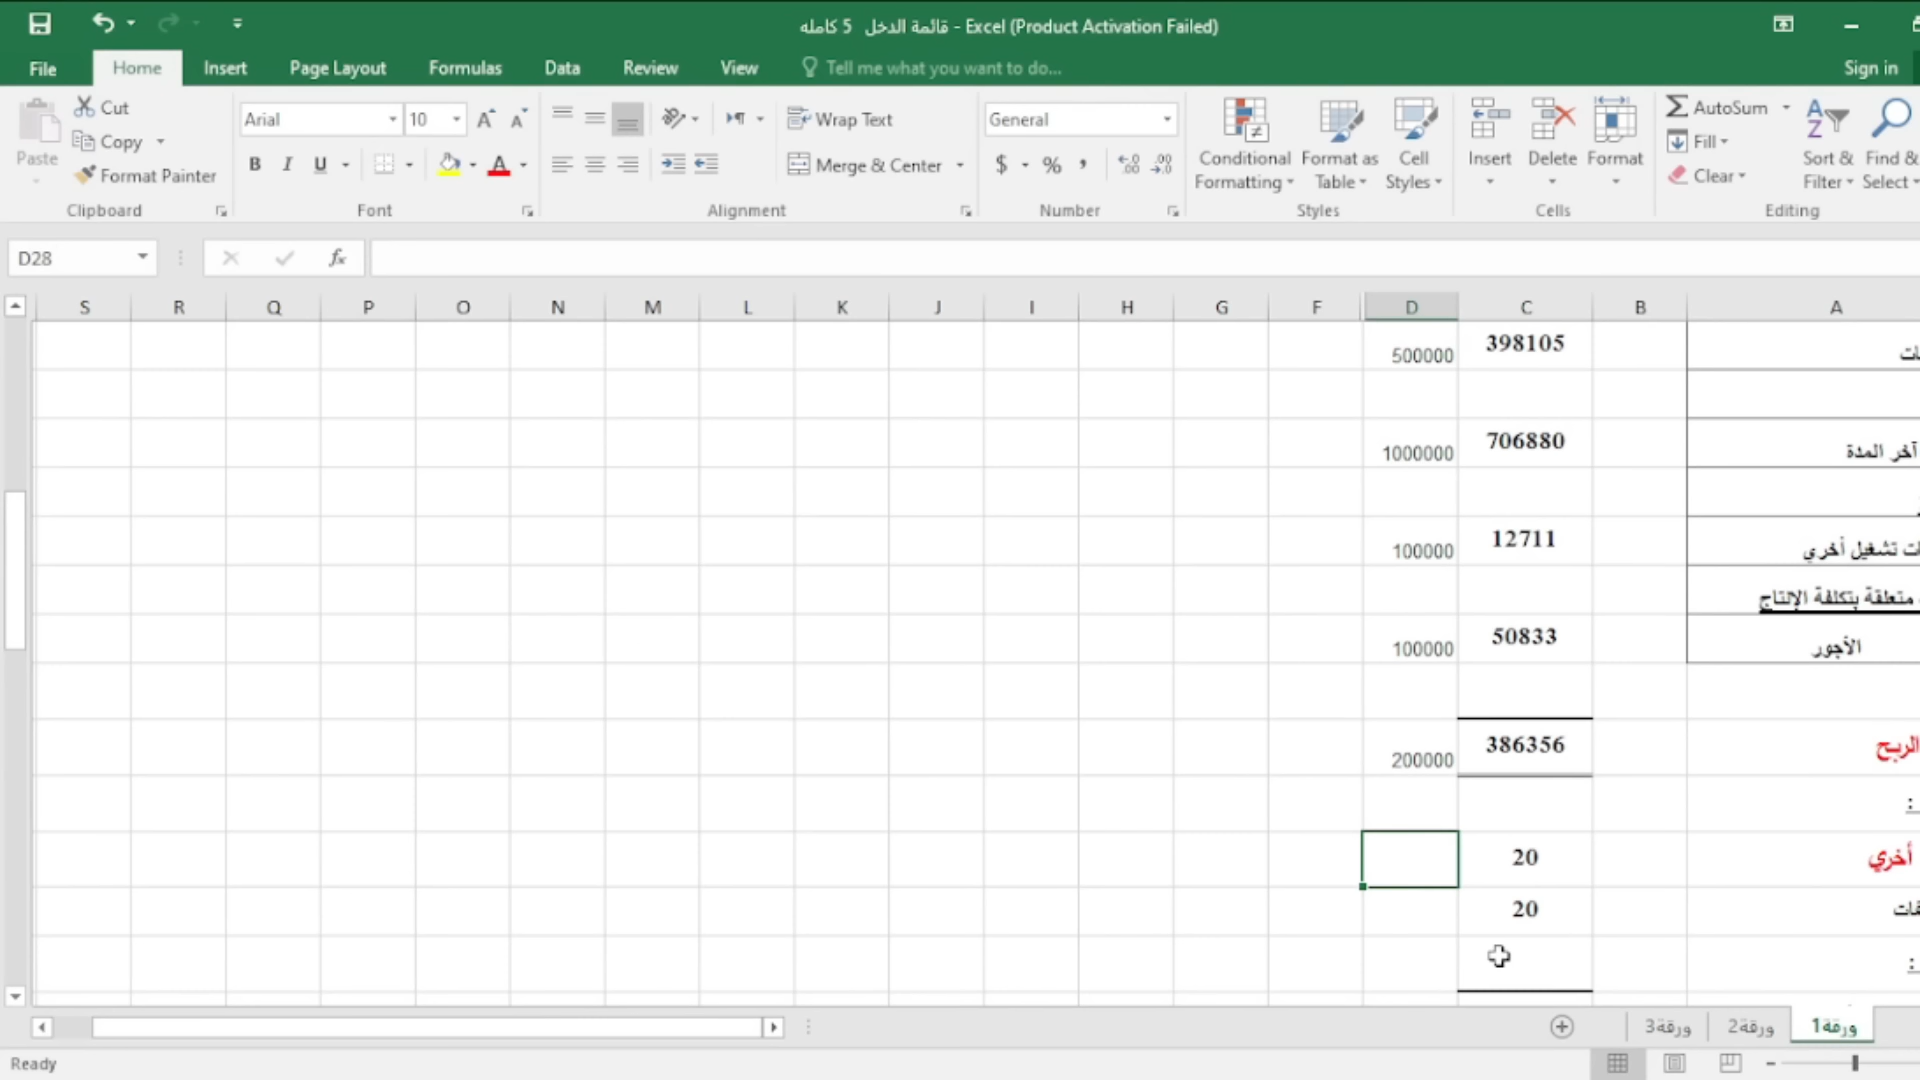 قائمة الدخل 5 كامله - Excel (Product Activation Failed)
File Home Insert Page Layout Formulas Data Review View Tell me what you want to do... Sign in
Paste
Cut
Copy
Format Painter
Clipboard
Arial 10
B I U A
Font
Wrap Text
Merge & Center
Alignment
General
$ % ,
Number
Conditional Formatting
Format as Table
Cell Styles
Styles
Insert
Delete
Format
Cells
AutoSum
Fill
Clear
Sort & Filter
Find & Select
Editing
D28 fx
S R Q P O N M L K J I H G F D C B A
500000 398105
1000000 706880 آخر المدة
100000 12711 تشغيل أخري
متعلقة بتكلفة الإنتاج
100000 50833 الأجور
200000 386356 الربح
:
20 أخري
20
:
ورقة1 ورقة2 ورقة3
Ready